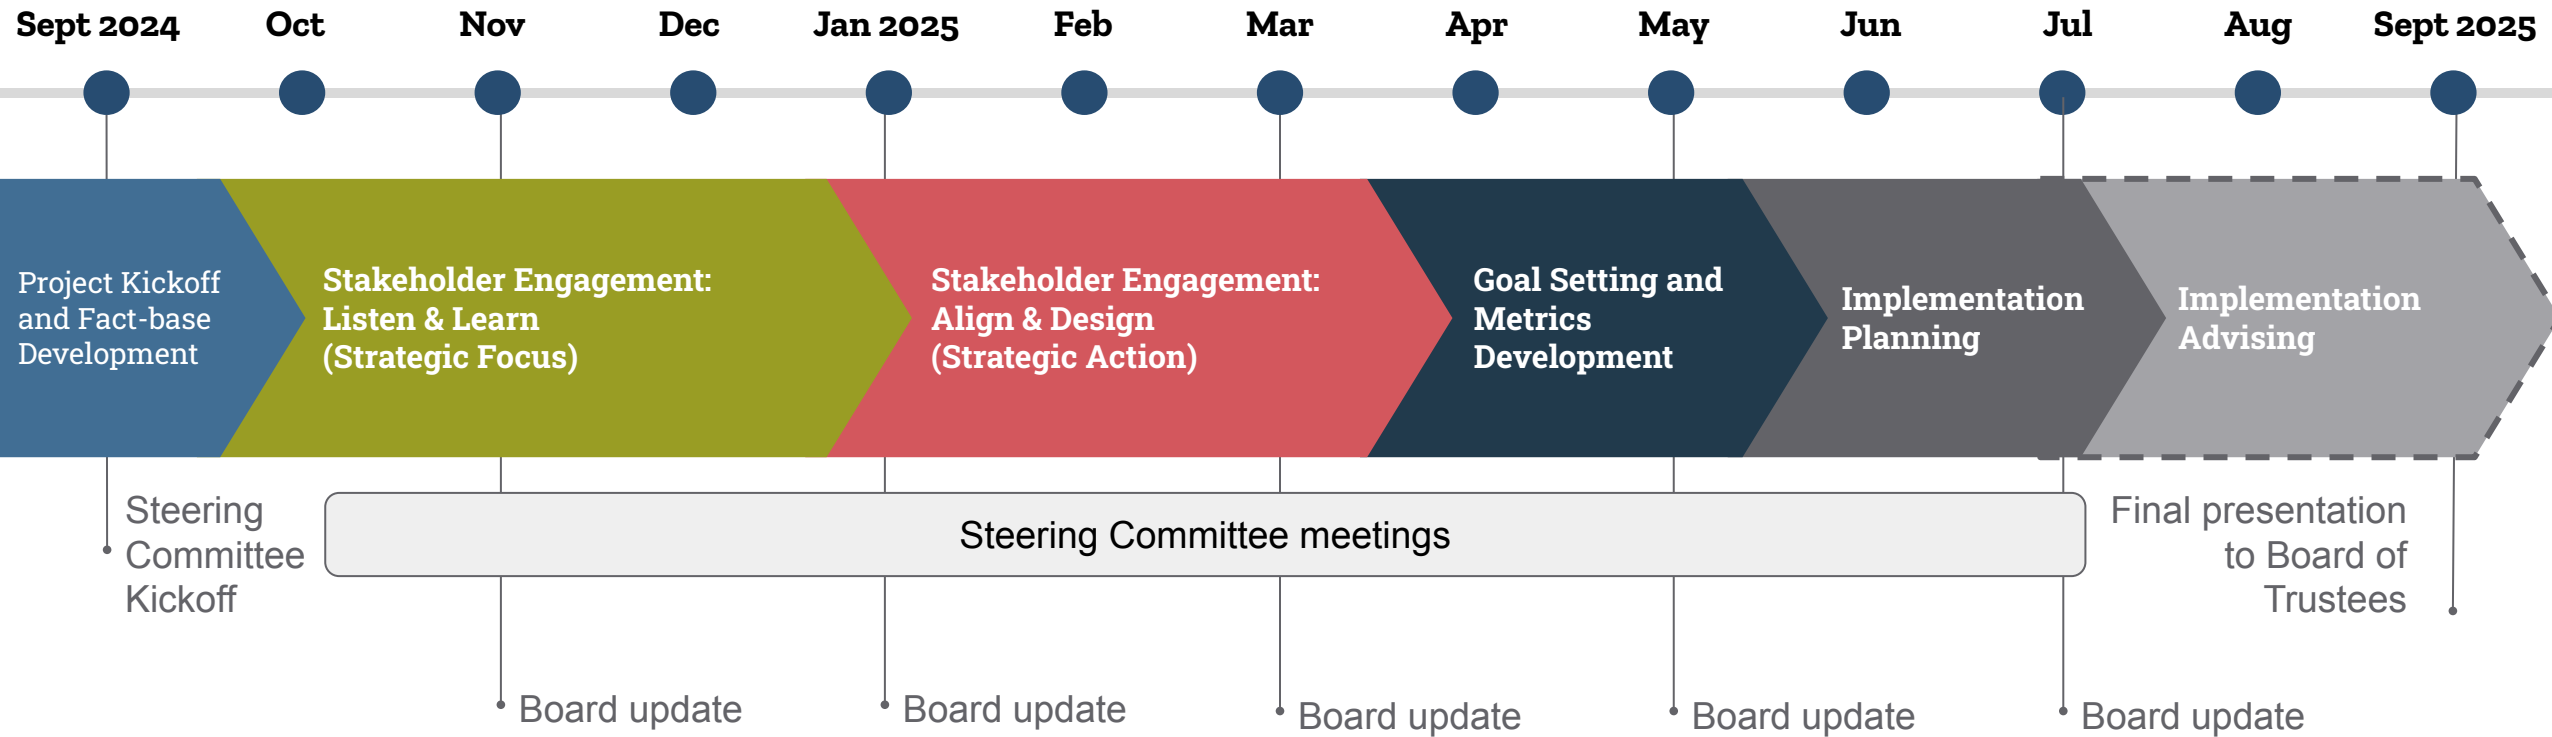 Sept 2024 Oct Nov Dec Jan 2025 Feb Mar Apr May Jun Jul Aug Sept 2025
Project Kickoff
and Fact-base
Development
Stakeholder Engagement:
Listen & Learn
(Strategic Focus)
Stakeholder Engagement:
Align & Design
(Strategic Action)
Goal Setting and
Metrics
Development
Implementation
Planning
Implementation
Advising
Steering
Committee
Kickoff
Steering Committee meetings
Final presentation
to Board of
Trustees
Board update
Board update
Board update
Board update
Board update